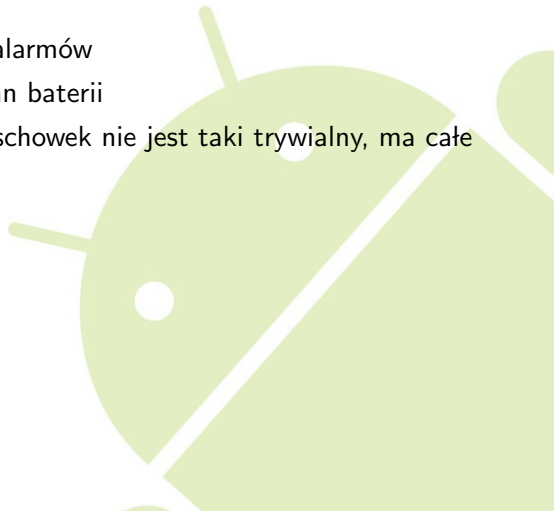 alarmów
n baterii
schowek nie jest taki trywialny, ma całe